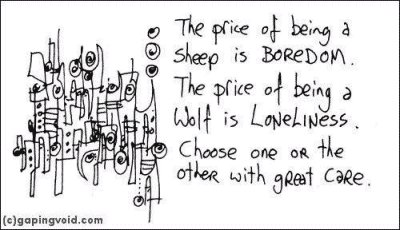 The price of being a
sheep is BOREDOM.
The price of being a
Wolf is LONELINESS.
Choose one or the
other with great care.
(c)gapingvoid.com